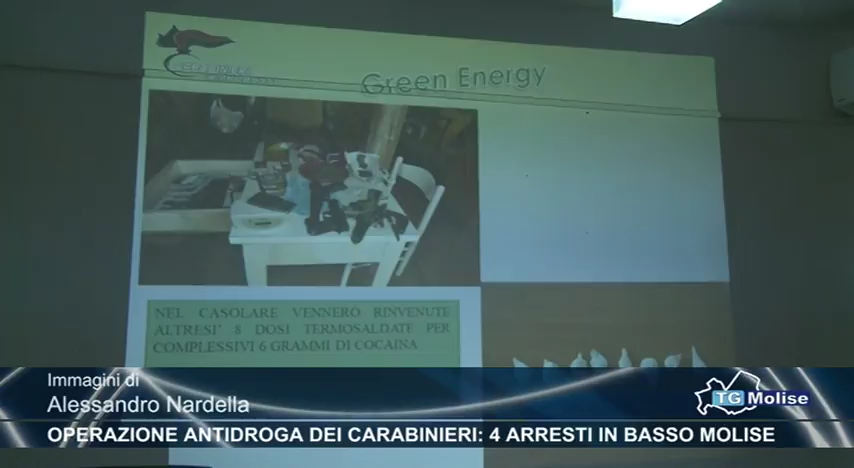 Green Energy
NEL CASOLARE VENNERO RINVENUTE
ALTRESI' 8 DOSI TERMOSALDATE PER
COMPLESSIVI 6 GRAMMI DI COCAINA
Immagini di
Alessandro Nardella
TG Molise
OPERAZIONE ANTIDROGA DEI CARABINIERI: 4 ARRESTI IN BASSO MOLISE